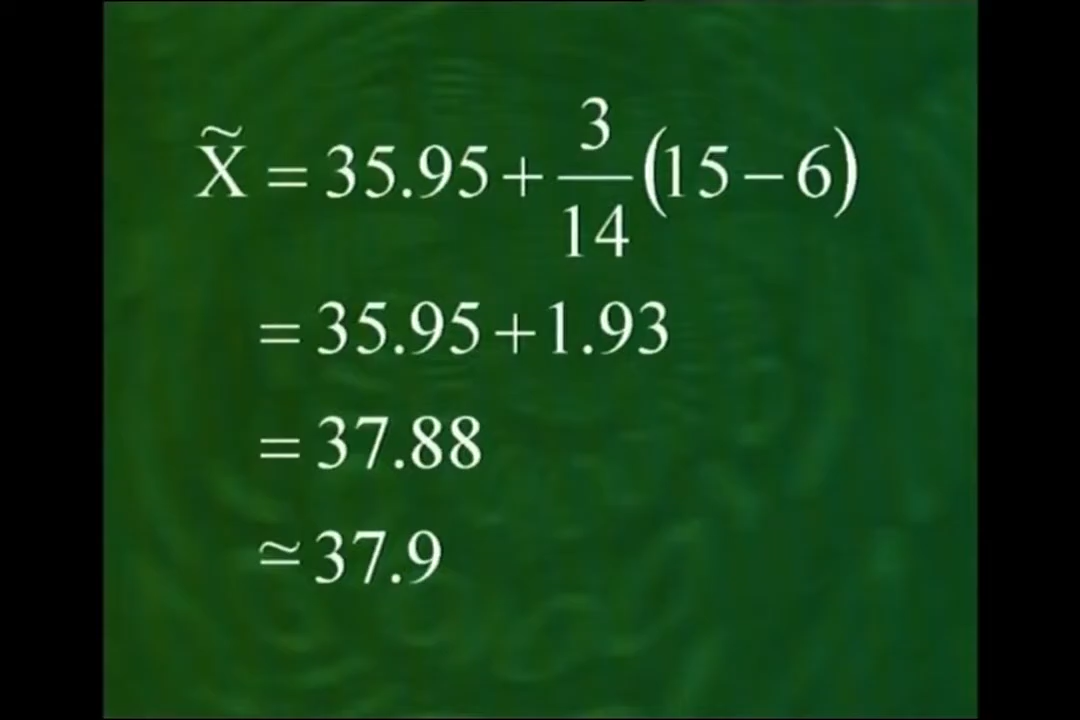 X̃ = 35.95 + 3/14 (15 − 6)
= 35.95 + 1.93
= 37.88
≃ 37.9